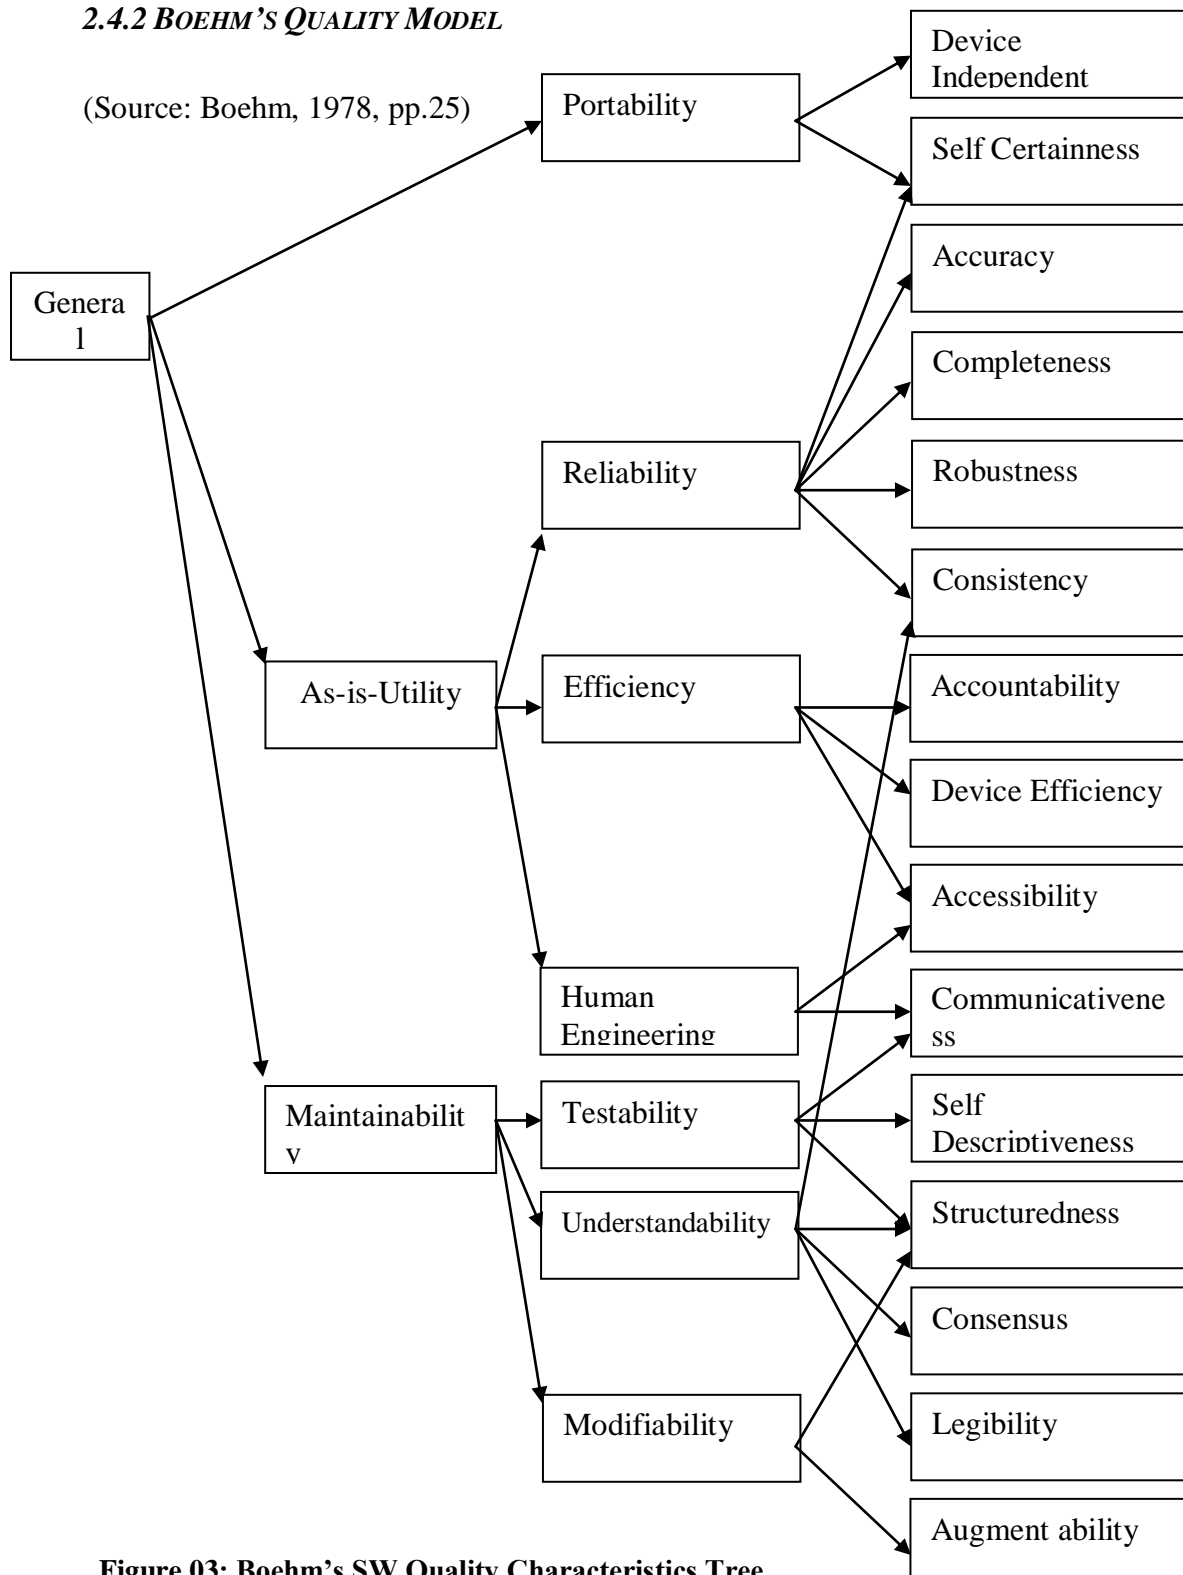 2.4.2 BOEHM'S QUALITY MODEL
(Source: Boehm, 1978, pp.25)
Device
Independent
Portability
Self Certainness
Accuracy
Genera
l
Completeness
Reliability
Robustness
Consistency
As-is-Utility
Efficiency
Accountability
Device Efficiency
Accessibility
Human
Engineering
Communicativene
ss
Maintainabilit
y
Testability
Self
Descriptiveness
Understandability
Structuredness
Consensus
Modifiability
Legibility
Augment ability
Figure 03: Boehm's SW Quality Characteristics Tree